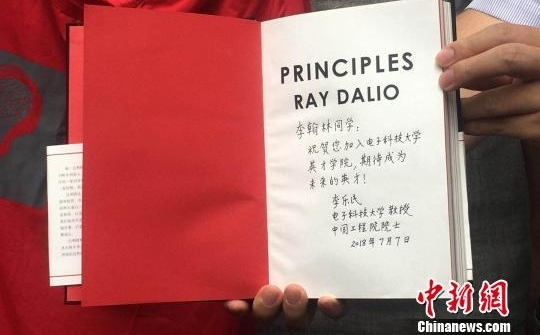 PRINCIPLES
RAY DALIO
李翰林同学:
祝贺您加入电子科技大学
英才学院,期待成为
未来的英才!
李乐民
电子科技大学 教授
中国工程院院士
2018年7月7日
中新网
Chinanews.com